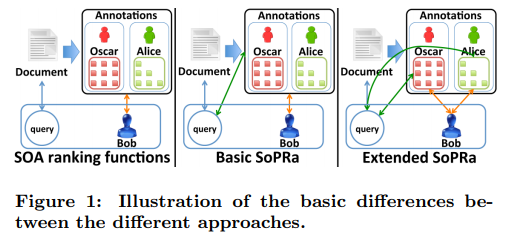 Annotations
Oscar Alice
Document
query
Bob
SOA ranking functions
Annotations
Oscar Alice
Document
query
Bob
Basic SoPRa
Annotations
Oscar Alice
Document
query
Bob
Extended SoPRa
Figure 1: Illustration of the basic differences be-
tween the different approaches.